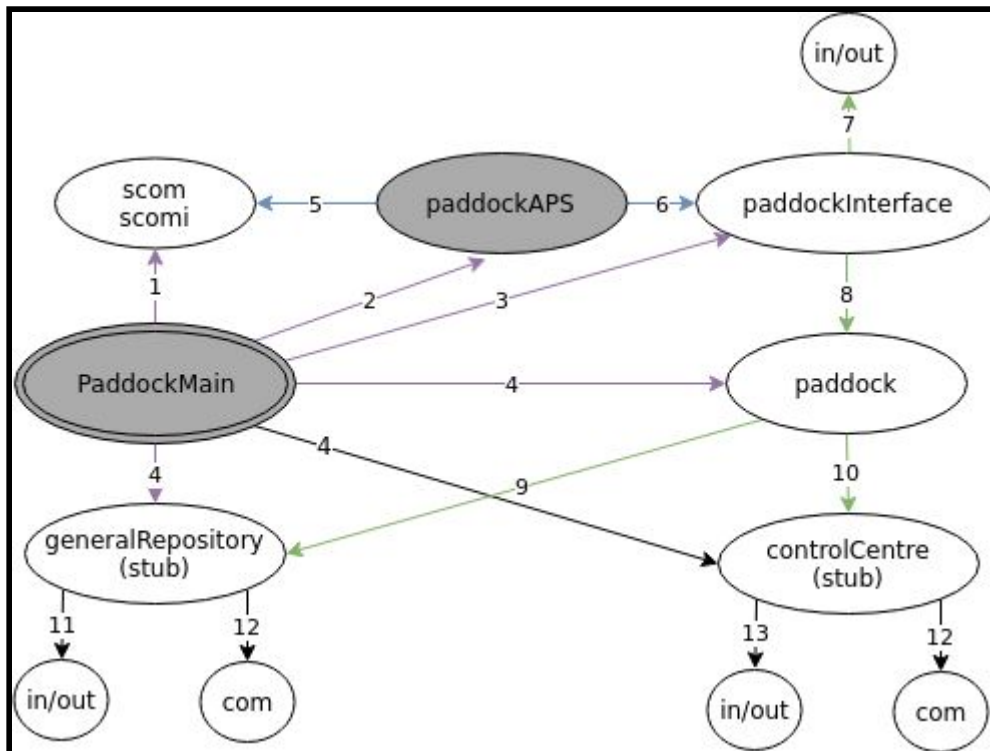 in/out
7
scom
scomi
5
paddockAPS
6
paddockInterface
1
2
3
8
PaddockMain
4
paddock
4
4
9
10
generalRepository
(stub)
controlCentre
(stub)
11
12
13
12
in/out
com
in/out
com